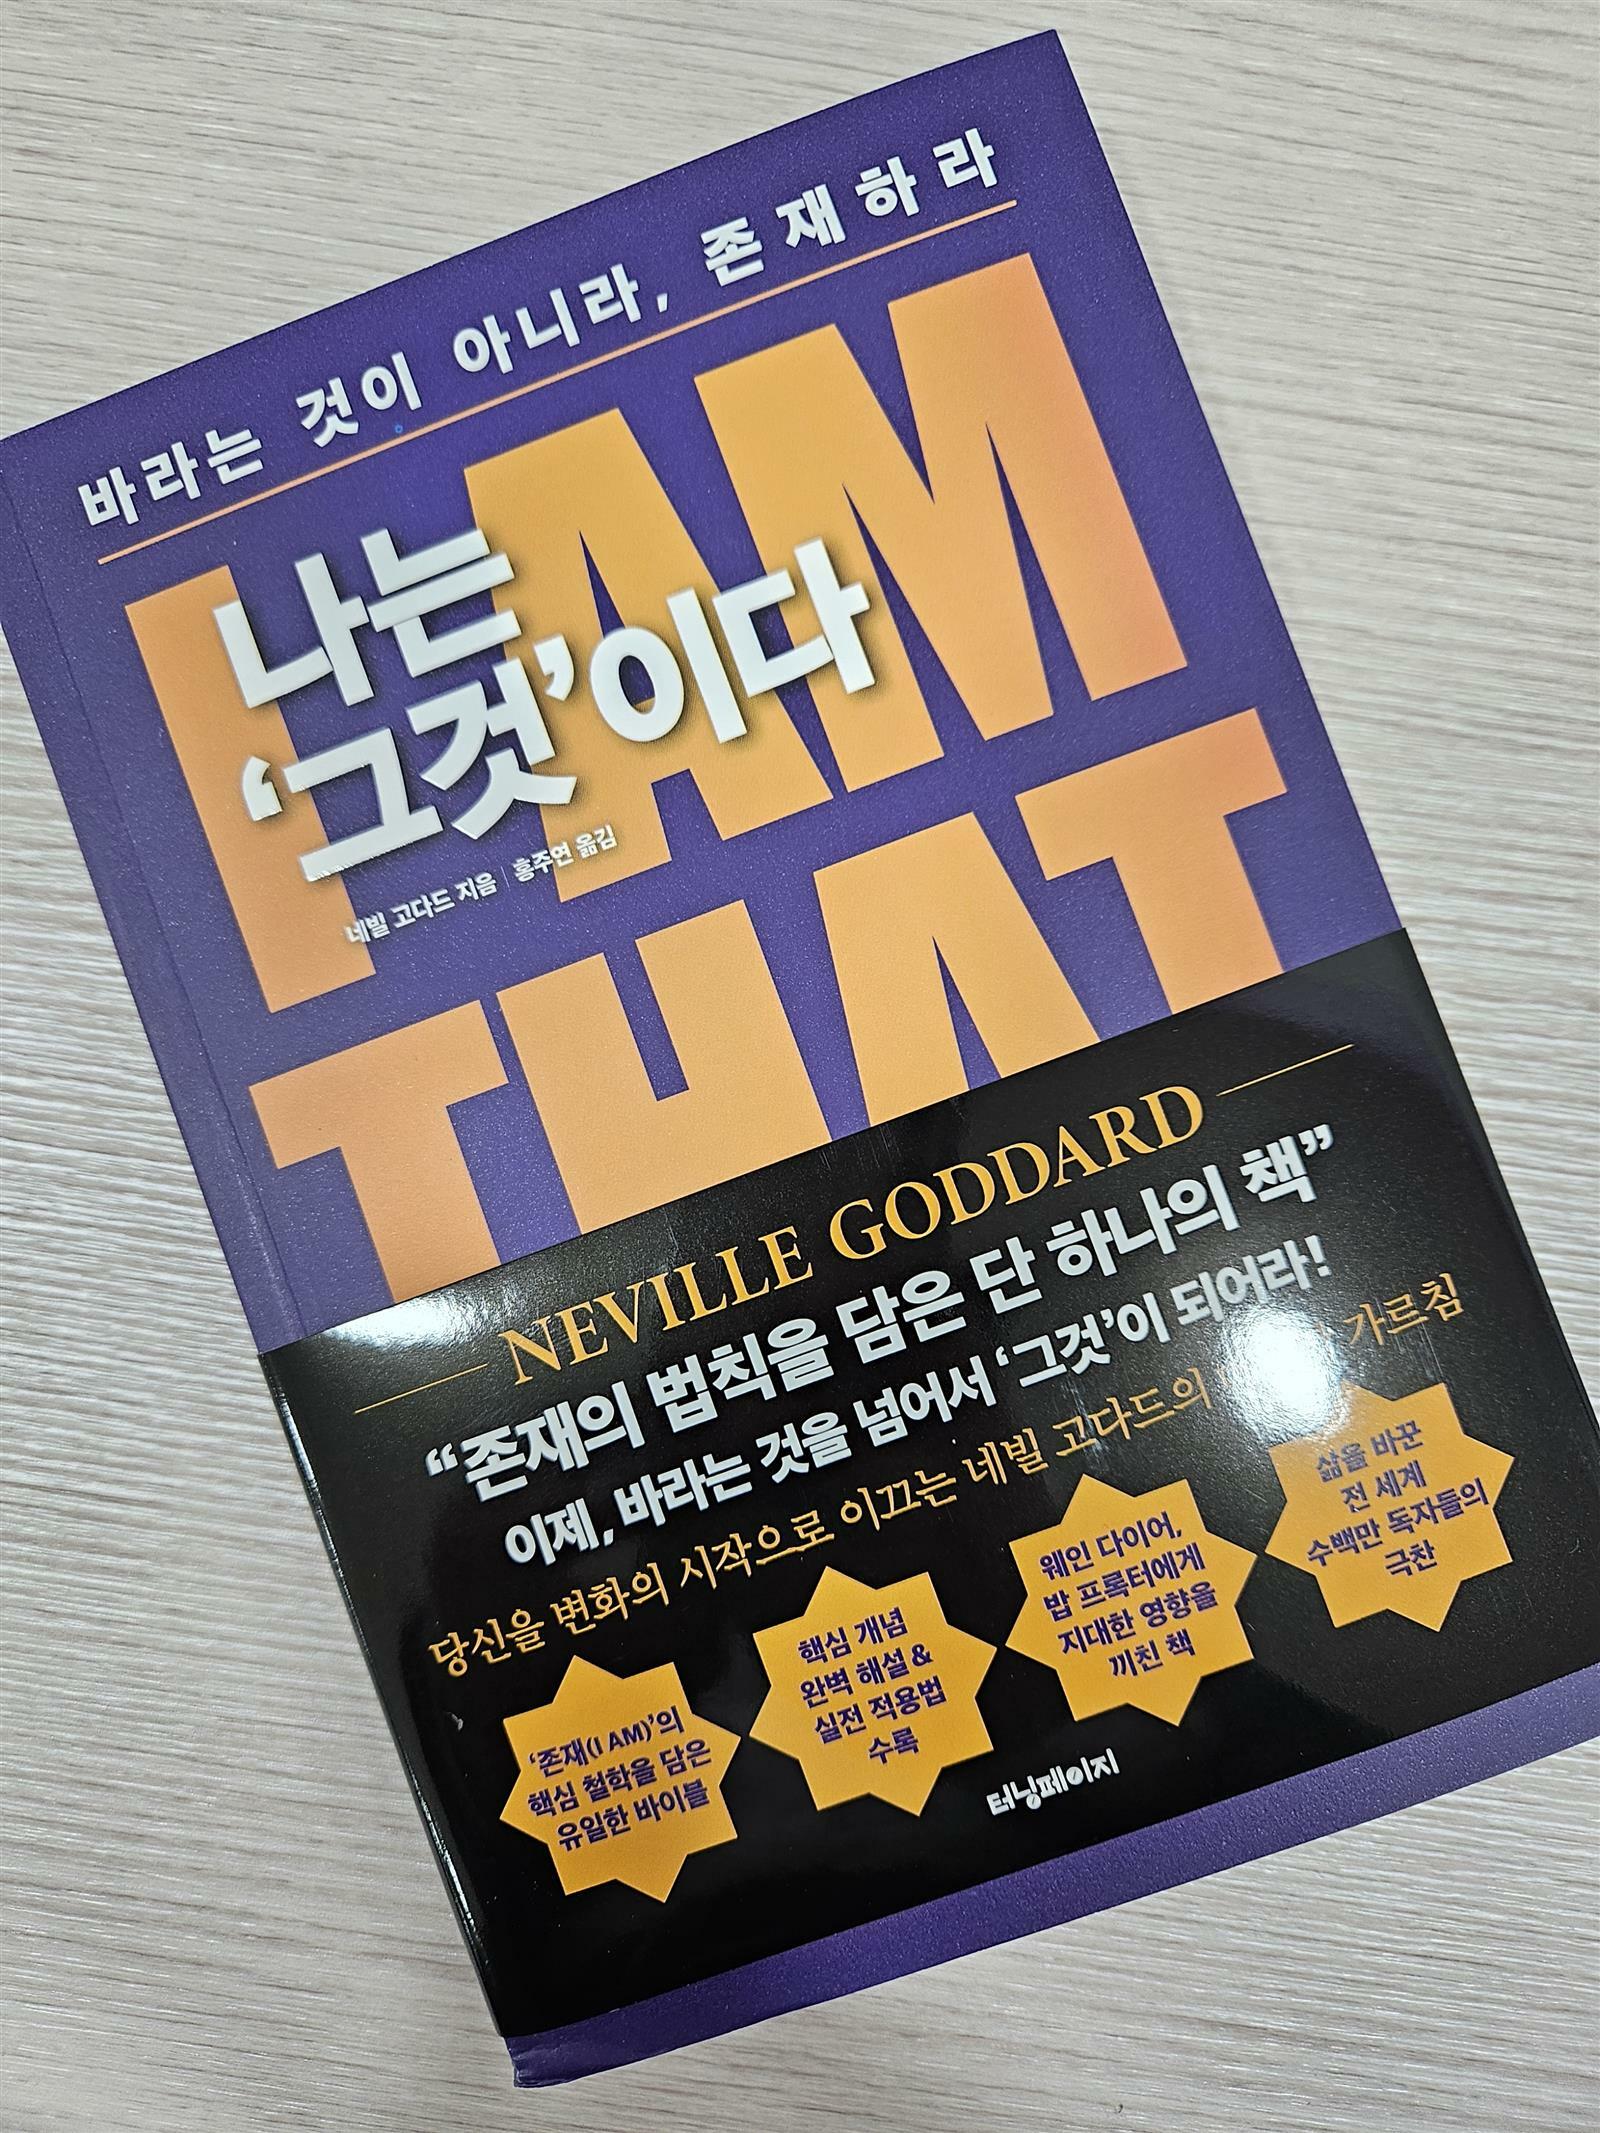 바라는 것이 아니라, 존재하라
I AM
나는
‘그것’이다
네빌 고다드 지음 | 홍주연 옮김
THAT
NEVILLE GODDARD
“존재의 법칙을 담은 단 하나의 책”
이제, 바라는 것을 넘어서 ‘그것’이 되어라!
당신을 변화의 시작으로 이끄는 네빌 고다드의 가르침
‘존재(I AM)’의
핵심 철학을 담은
유일한 바이블
핵심 개념
완벽 해설 &
실전 적용법
수록
웨인 다이어,
밥 프록터에게
지대한 영향을
끼친 책
삶을 바꾼
전 세계
수백만 독자들의
극찬
터닝페이지